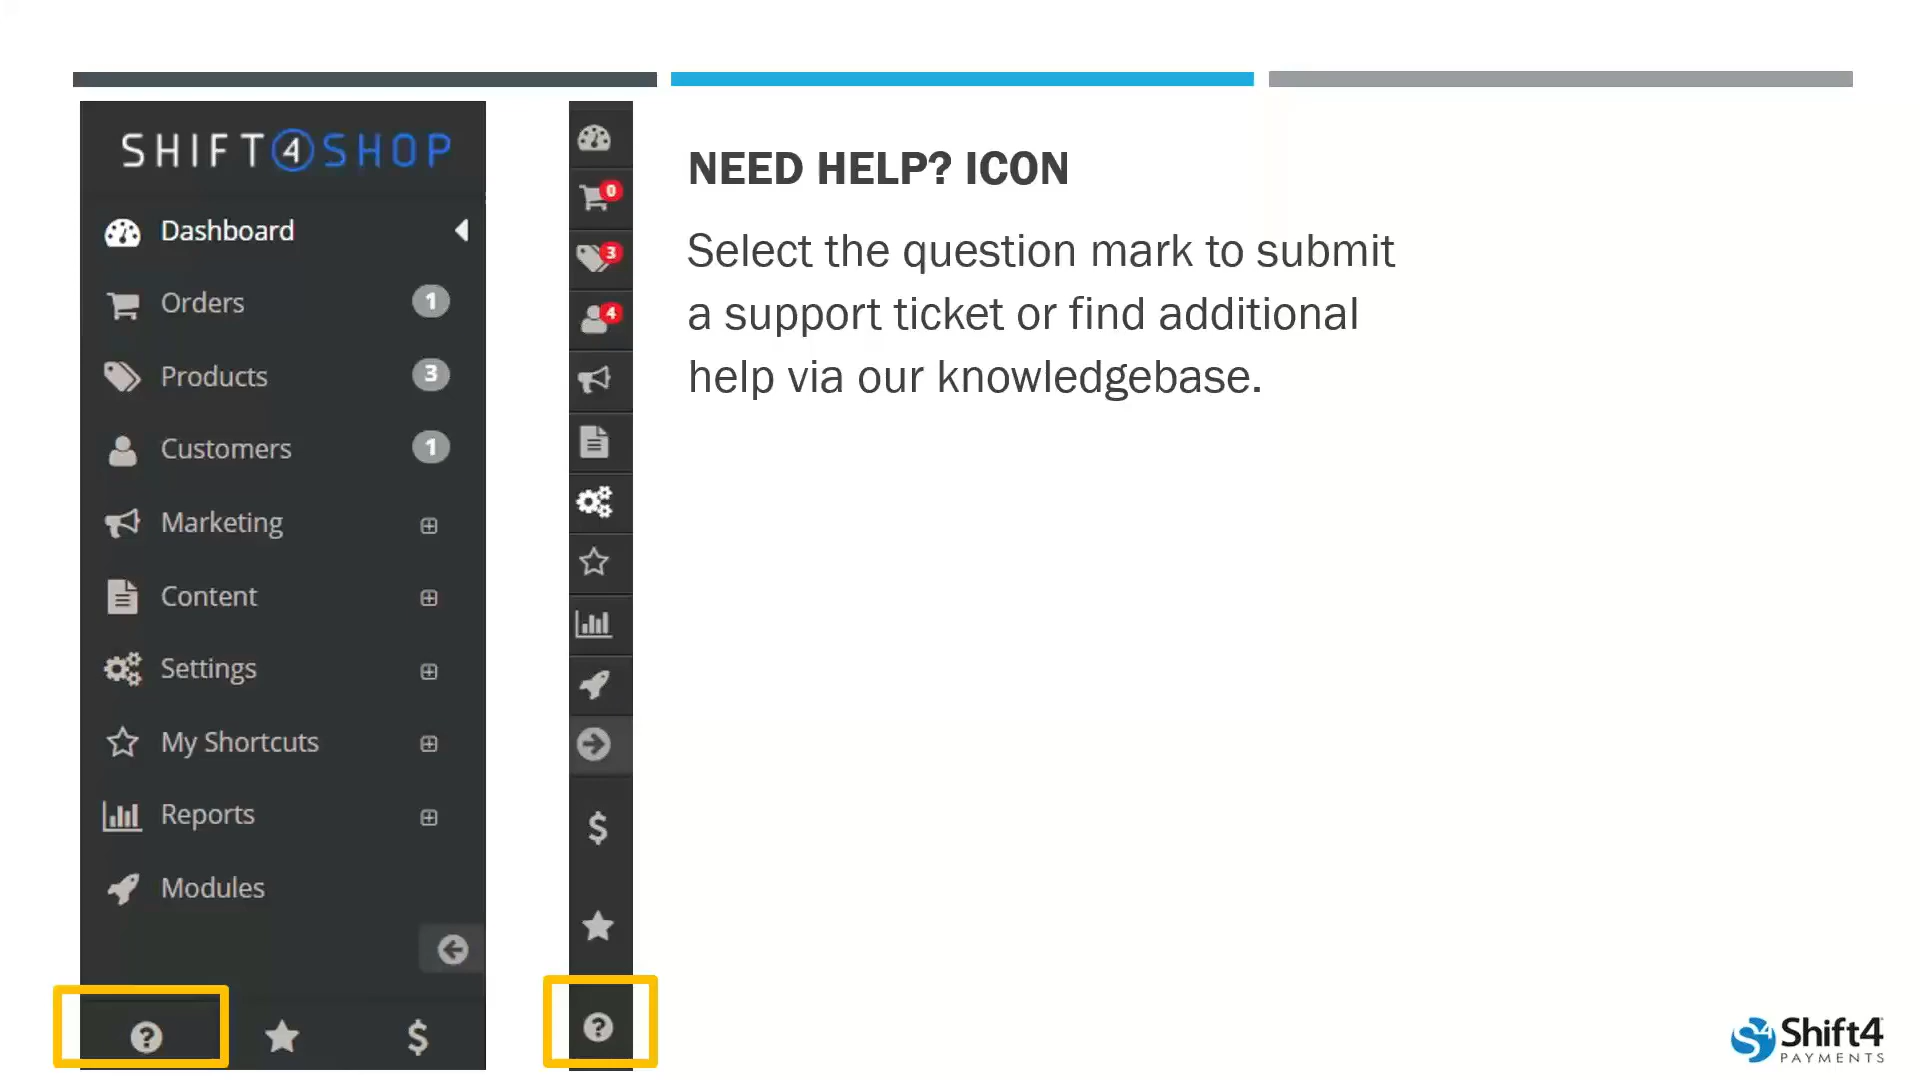 SHIFT4SHOP
Dashboard
Orders 1
Products 3
Customers 1
Marketing
Content
Settings
My Shortcuts
Reports
Modules
?
$
0
3
4
$
?
NEED HELP? ICON
Select the question mark to submit
a support ticket or find additional
help via our knowledgebase.
S4 Shift4
PAYMENTS